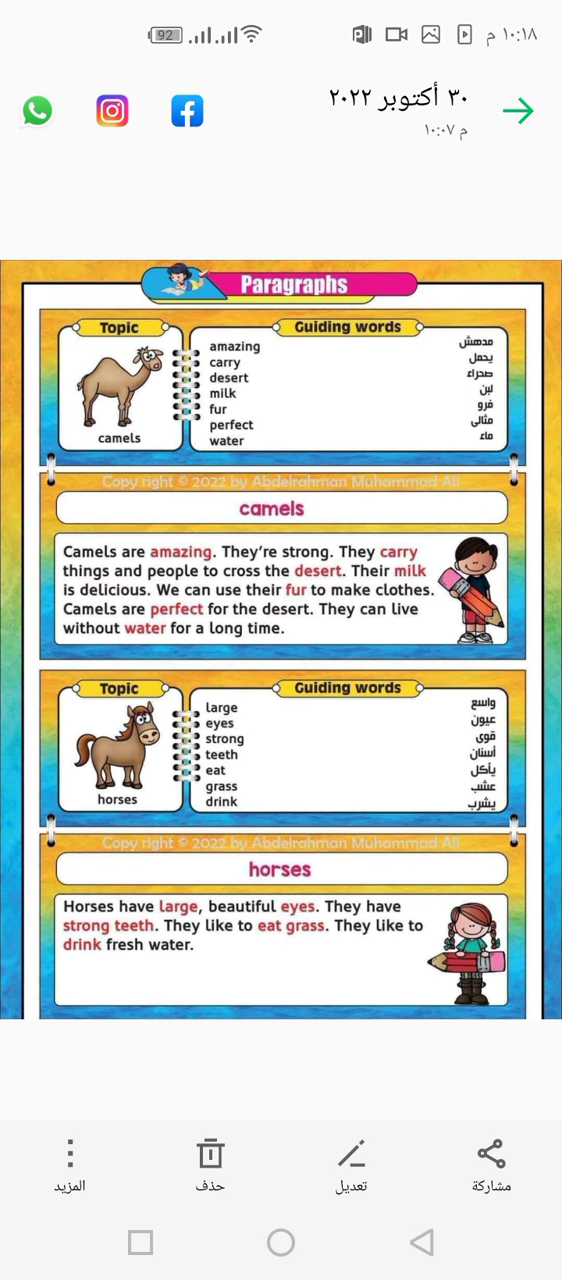 92
١٠:١٨ م
٣٠ أكتوبر ٢٠٢٢
١٠:٠٧ م
Paragraphs
Topic
Guiding words
camels
amazing مدهش
carry يحمل
desert صحراء
milk لبن
fur فرو
perfect مثالى
water ماء
Copy right © 2022 by Abdelrahman Muhammad Ali
camels
Camels are amazing. They're strong. They carry
things and people to cross the desert. Their milk
is delicious. We can use their fur to make clothes.
Camels are perfect for the desert. They can live
without water for a long time.
Topic
Guiding words
horses
large واسع
eyes عيون
strong قوى
teeth أسنان
eat يأكل
grass عشب
drink يشرب
Copy right © 2022 by Abdelrahman Muhammad Ali
horses
Horses have large, beautiful eyes. They have
strong teeth. They like to eat grass. They like to
drink fresh water.
مشاركة
تعديل
حذف
المزيد